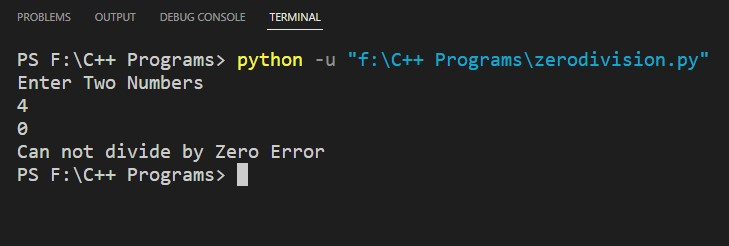 PROBLEMS OUTPUT DEBUG CONSOLE TERMINAL
PS F:\C++ Programs> python -u "f:\C++ Programs\zerodivision.py"
Enter Two Numbers
4
0
Can not divide by Zero Error
PS F:\C++ Programs>